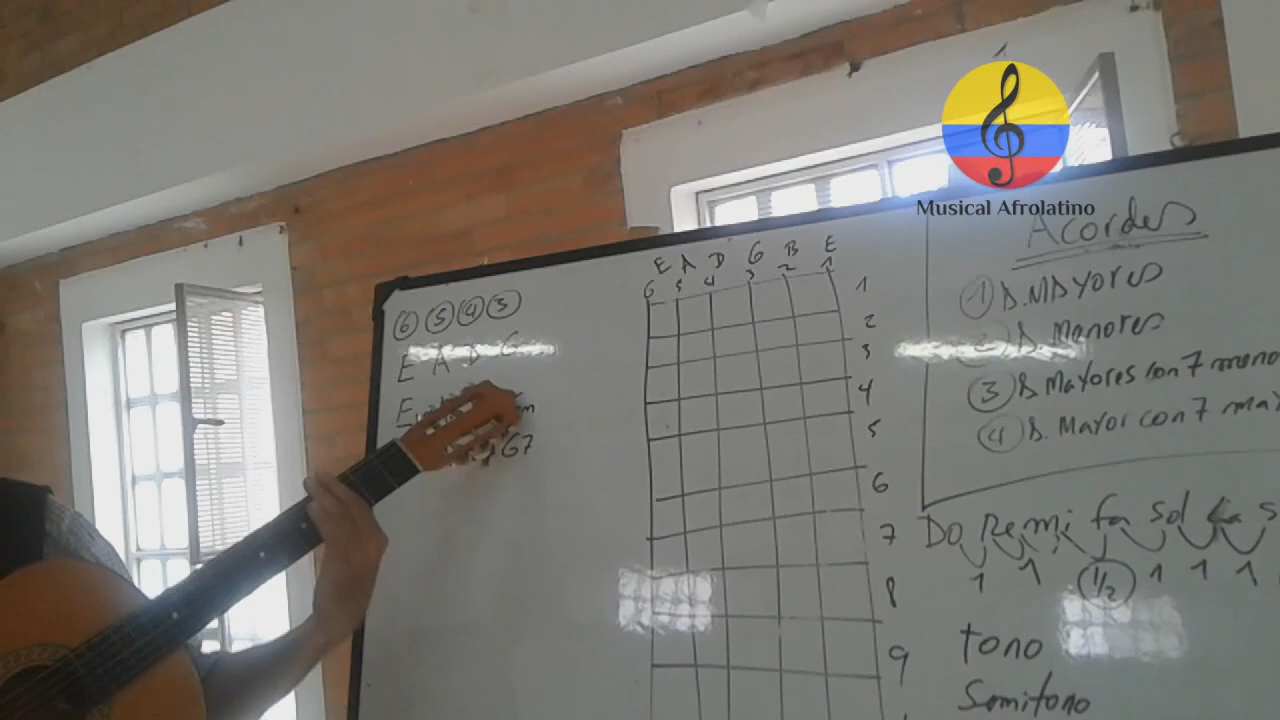 Musical Afrolatino
⑥ ⑤ ④ ③
E A D G
E
m
G7
E A D G B E
6 5 4 3 2 1
1
2
3
4
5
6
7
8
9
Acordes
① A. MAYORES
② A. Menores
③ A. Mayores con 7
④ A. Mayor con 7
Do Re mi fa sol La s
1 1 1/2 1 1 1
tono
Semitono